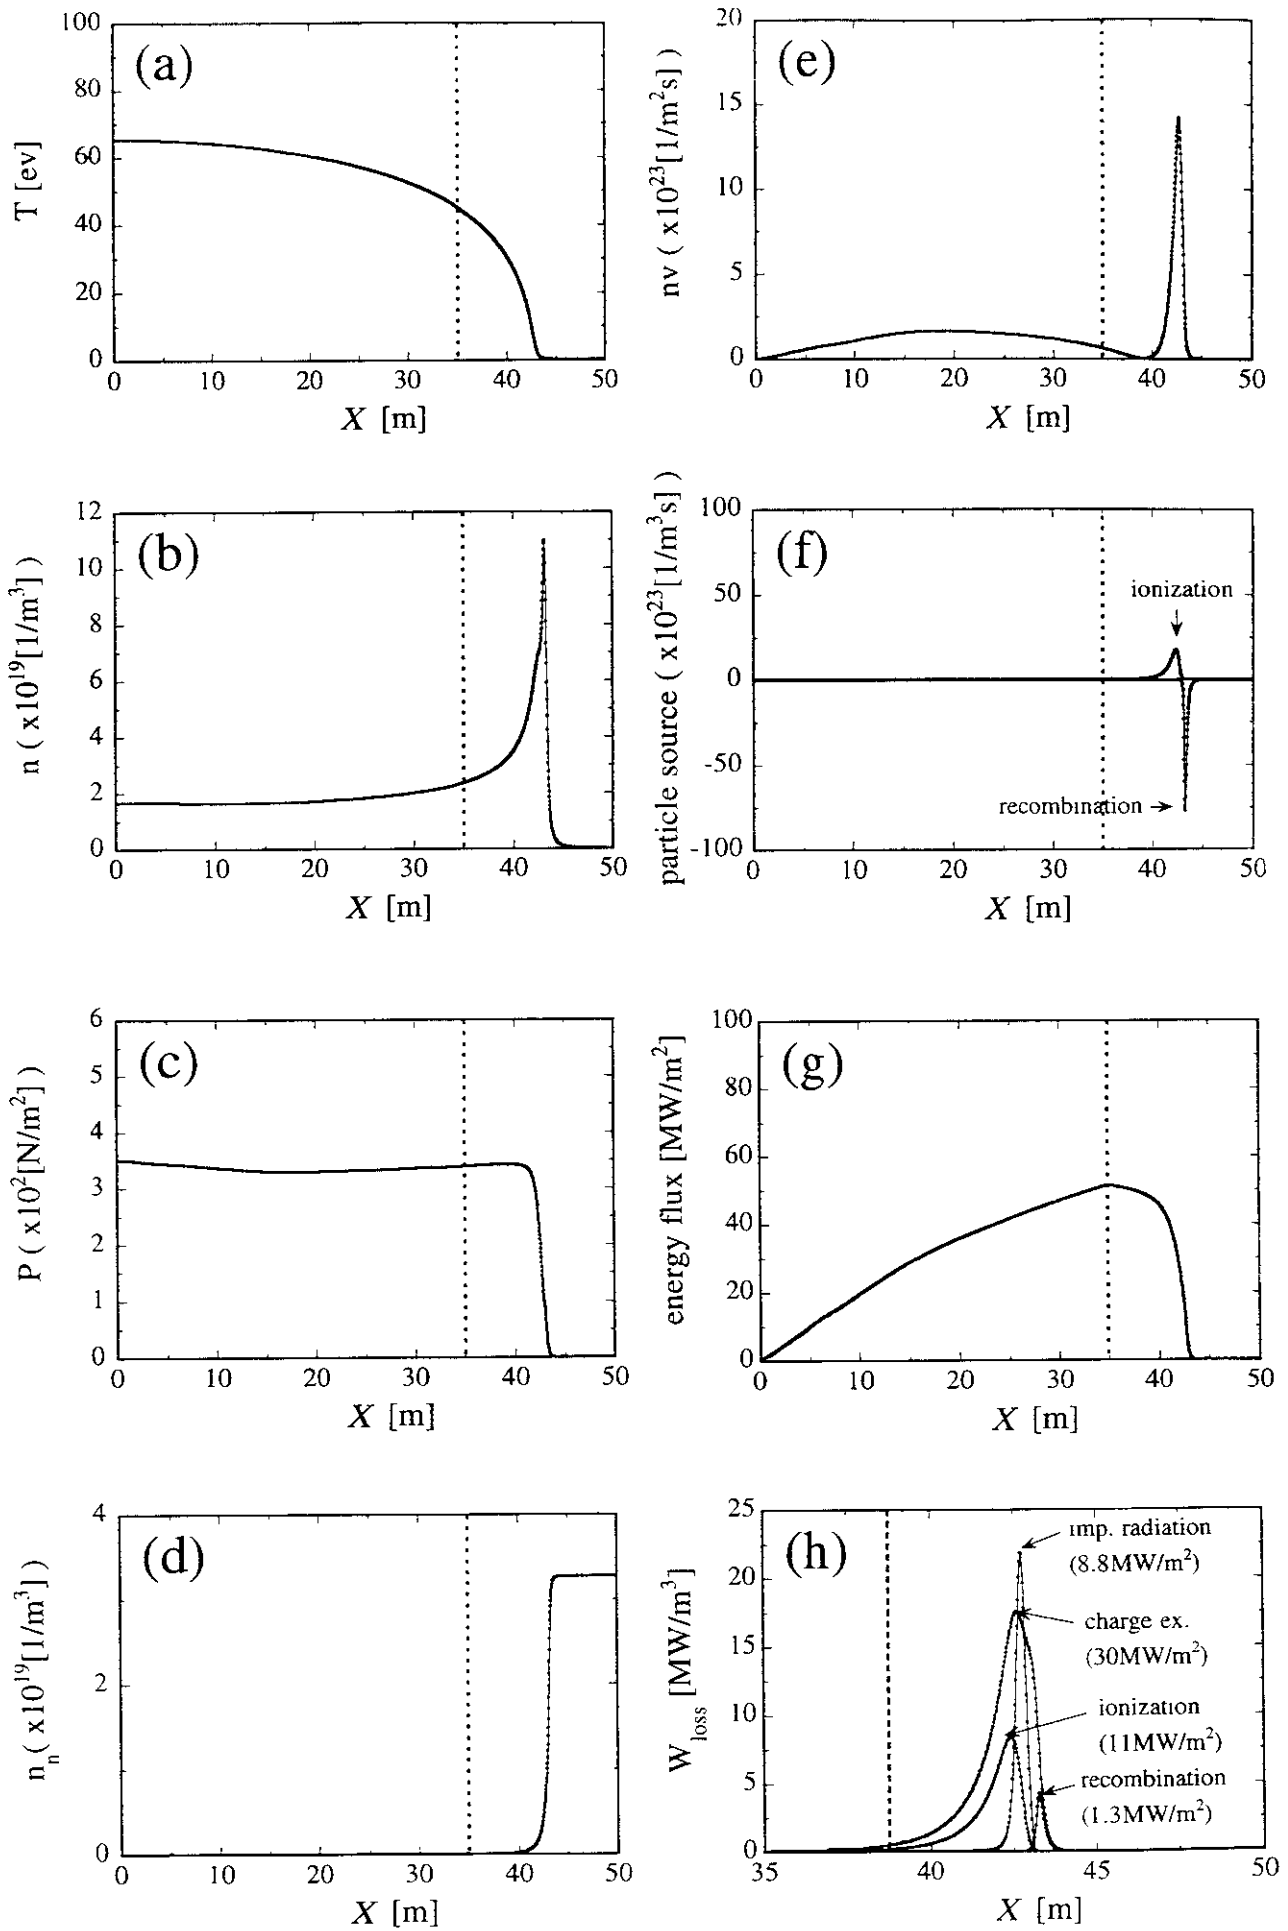 (a)
100
80
60
40
20
0
T [ev]
0 10 20 30 40 50
X [m]
(e)
20
15
10
5
0
nv ( x10^23[1/m^2s] )
0 10 20 30 40 50
X [m]
(b)
12
10
8
6
4
2
0
n ( x10^19[1/m^3] )
0 10 20 30 40 50
X [m]
(f)
100
50
0
-50
-100
particle source ( x10^23[1/m^3s] )
ionization
recombination
0 10 20 30 40 50
X [m]
(c)
6
5
4
3
2
1
0
P ( x10^2[N/m^2] )
0 10 20 30 40 50
X [m]
(g)
100
80
60
40
20
0
energy flux [MW/m^2]
0 10 20 30 40 50
X [m]
(d)
4
2
0
n_n( x10^19[1/m^3] )
0 10 20 30 40 50
X [m]
(h)
25
20
15
10
5
0
W_loss [MW/m^3]
imp. radiation
(8.8MW/m^2)
charge ex.
(30MW/m^2)
ionization
(11MW/m^2)
recombination
(1.3MW/m^2)
35 40 45 50
X [m]